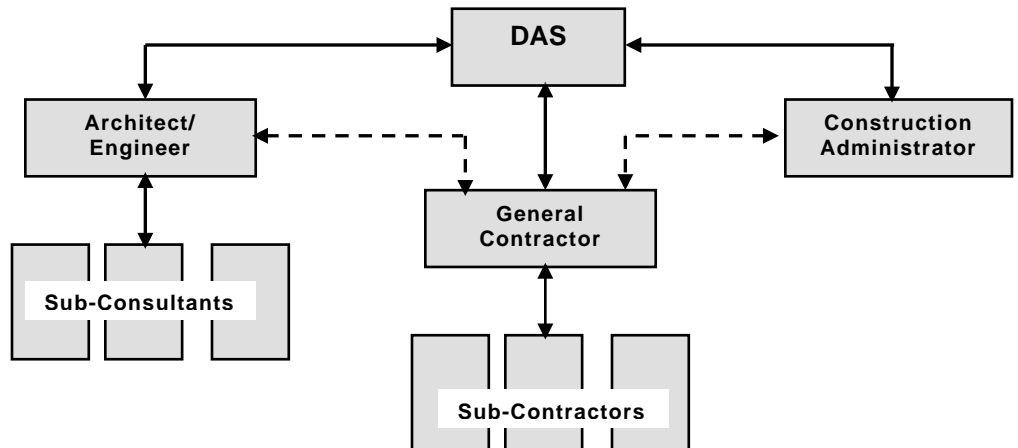 DAS
Architect/
Engineer
Construction
Administrator
General
Contractor
Sub-Consultants
Sub-Contractors